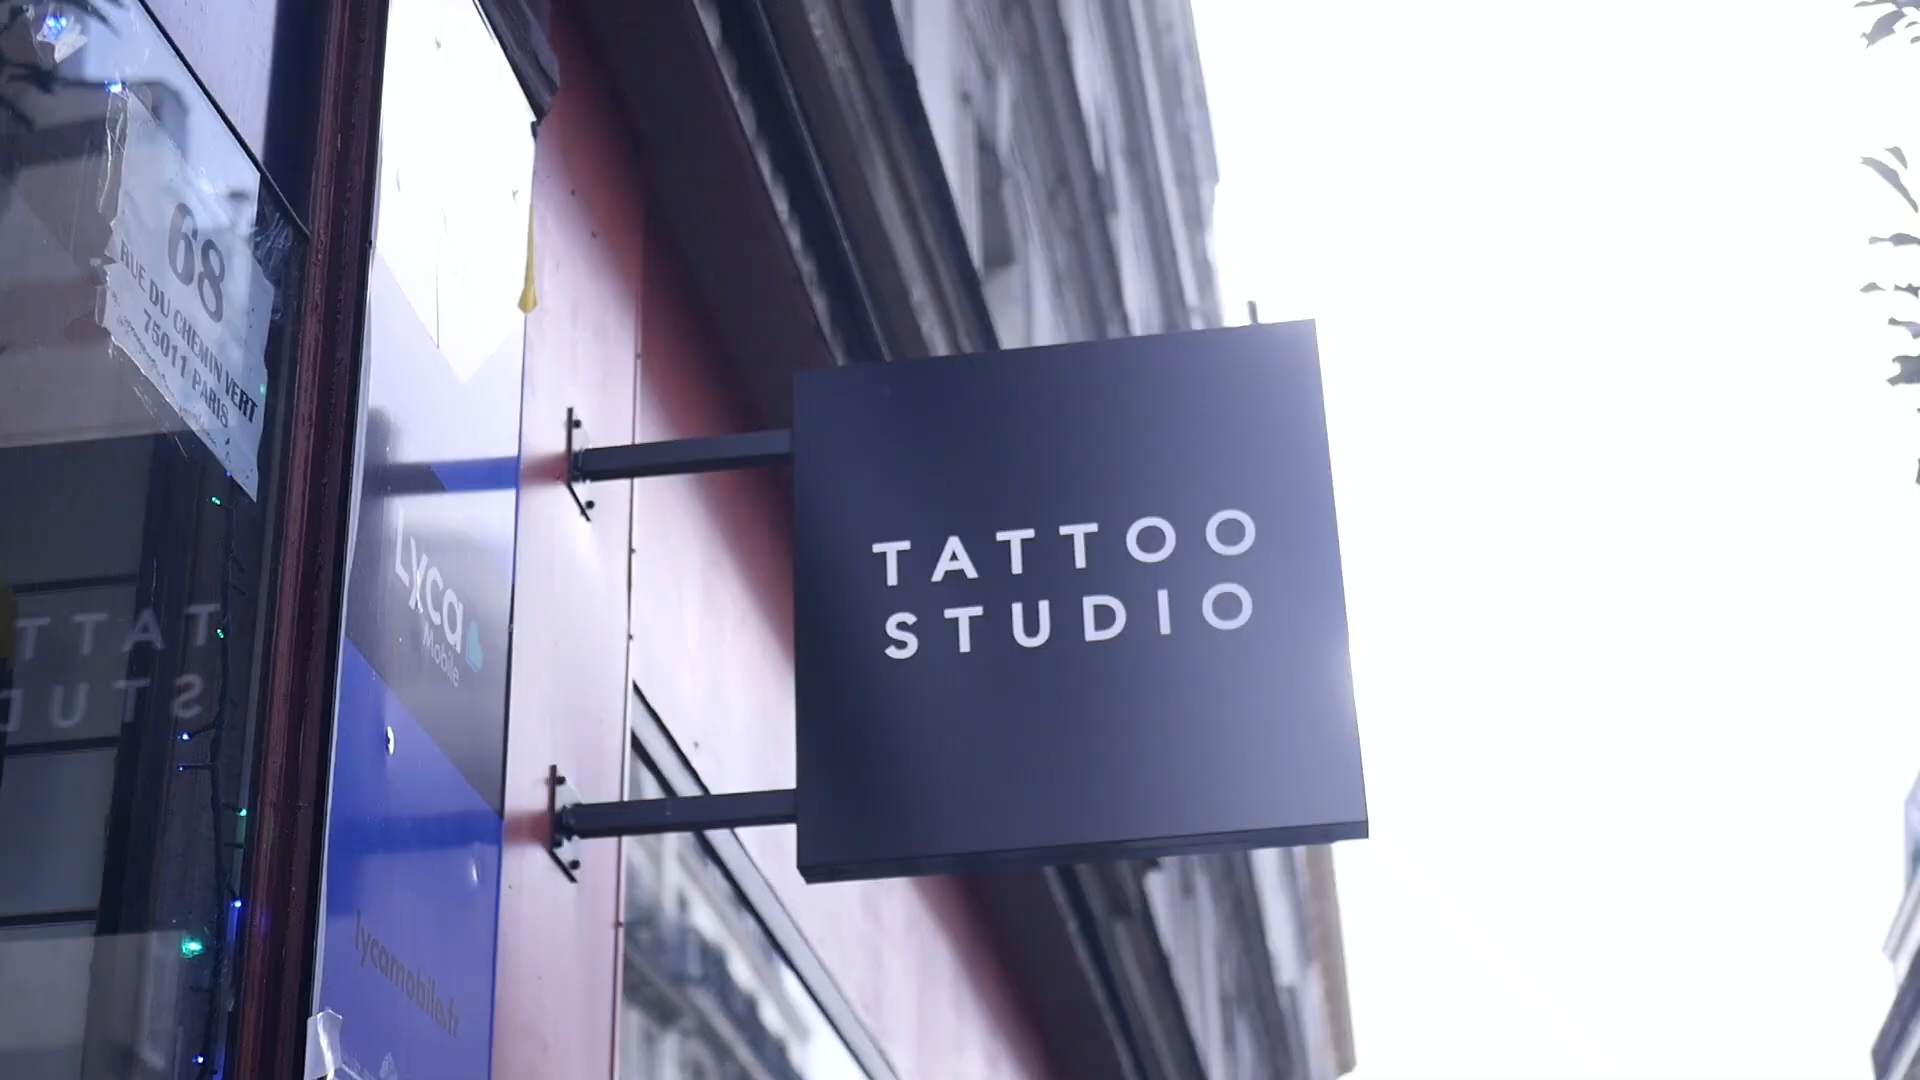 68
RUE DU CHEMIN VERT
75011 PARIS
Lyca
Mobile
lycamobile.fr
TATTOO
STUDIO
TATT
STUD